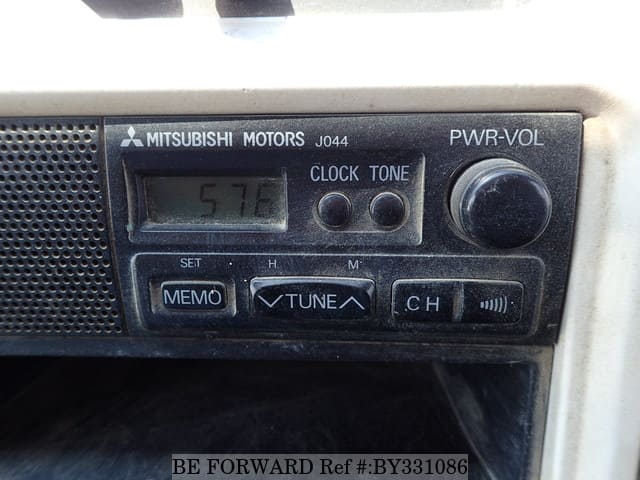 MITSUBISHI MOTORS J044
PWR-VOL
CLOCK TONE
576
SET H M
MEMO TUNE CH
BE FORWARD Ref #:BY331086